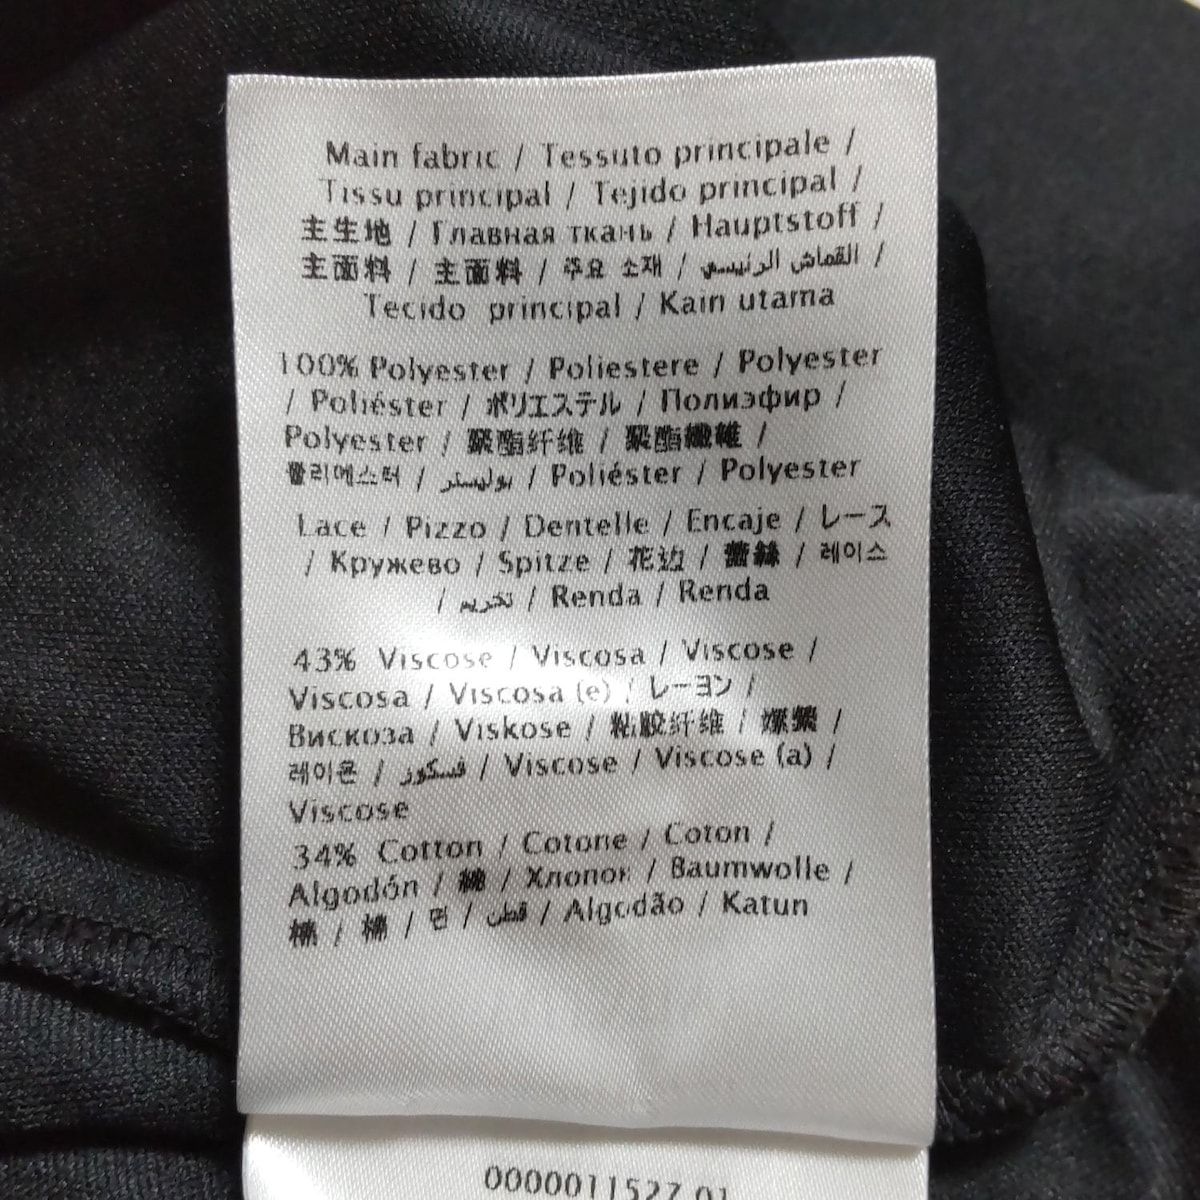 Main fabric / Tessuto principale /
Tissu principal / Tejido principal /
主生地 / Главная ткань / Hauptstoff /
主面料 / 主面料 / 주요 소재 / القماش الرئيسي /
Tecido principal / Kain utama
100% Polyester / Poliestere / Polyester
/ Poliéster / ポリエステル / Полиэфир /
Polyester / 聚酯纤维 / 聚酯纖維 /
폴리에스터 / بوليستر / Poliéster / Polyester
Lace / Pizzo / Dentelle / Encaje / レース
/ Кружево / Spitze / 花边 / 蕾絲 / 레이스
/ تخريم / Renda / Renda
43% Viscose / Viscosa / Viscose /
Viscosa / Viscosa (e) / レーヨン /
Вискоза / Viskose / 粘胶纤维 / 嫘縈 /
레이온 / فسكوز / Viscose / Viscose (a) /
Viscose
34% Cotton / Cotone / Coton /
Algodón / 綿 / Хлопок / Baumwolle /
棉 / 棉 / 면 / قطن / Algodão / Katun
0000011527 01